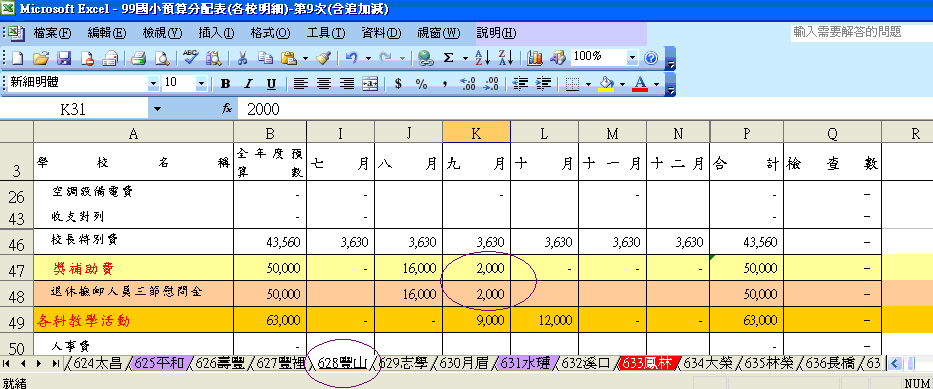 Microsoft Excel - 99國小預算分配表(各校明細)-第9次(含追加減)
檔案(F) 編輯(E) 檢視(V) 插入(I) 格式(O) 工具(T) 資料(D) 視窗(W) 說明(H) 輸入需要解答的問題
100%
新細明體 10 B I U $ % ,
K31 fx 2000
A B I J K L M N P Q R
3 學校名稱 全年度預算數 七月 八月 九月 十月 十一月 十二月 合計 檢查數
26 空調設備電費 - - - - - - - - -
43 收支對列 - - - - - - - - -
46 校長特別費 43,560 3,630 3,630 3,630 3,630 3,630 3,630 43,560 -
47 獎補助費 50,000 - 16,000 2,000 - - - 50,000 -
48 退休撫卹人員三節慰問金 50,000 16,000 2,000 50,000 -
49 各科教學活動 63,000 9,000 12,000 63,000 -
50 人事費 - - - - - - - - -
624太昌 625平和 626壽豐 627豐裡 628豐山 629志學 630月眉 631水璉 632溪口 633鳳林 634大榮 635林榮 636長橋 63
就緒 NUM